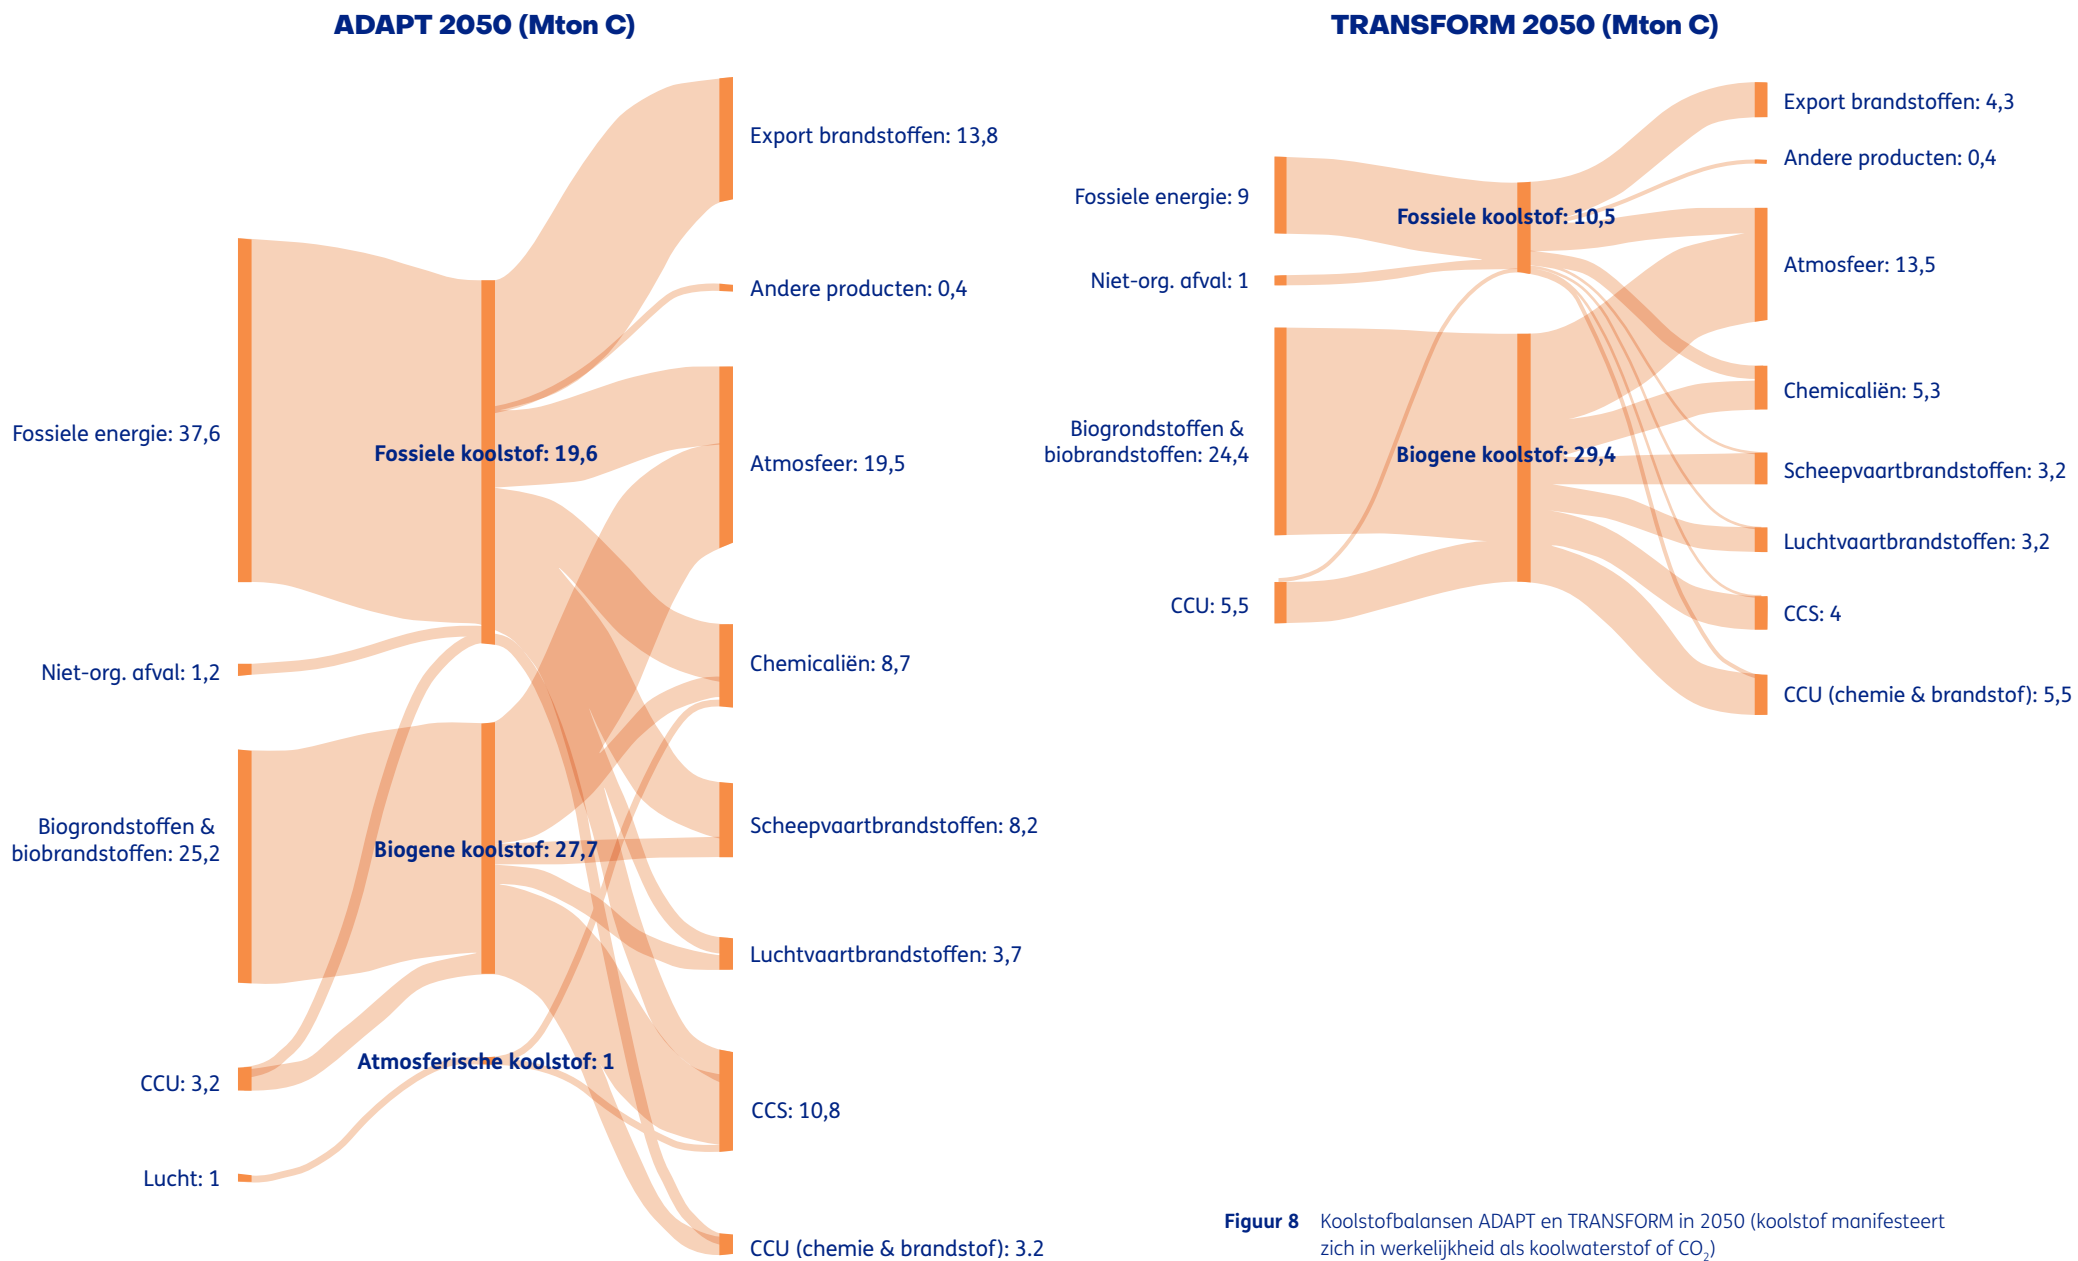 ADAPT 2050 (Mton C)
Export brandstoffen: 13,8
Andere producten: 0,4
Fossiele energie: 37,6
Fossiele koolstof: 19,6
Atmosfeer: 19,5
Niet-org. afval: 1,2
Chemicaliën: 8,7
Biogrondstoffen &
biobrandstoffen: 25,2
Biogene koolstof: 27,7
Scheepvaartbrandstoffen: 8,2
Luchtvaartbrandstoffen: 3,7
CCU: 3,2
Atmosferische koolstof: 1
CCS: 10,8
Lucht: 1
CCU (chemie & brandstof): 3.2
TRANSFORM 2050 (Mton C)
Export brandstoffen: 4,3
Andere producten: 0,4
Fossiele energie: 9
Fossiele koolstof: 10,5
Atmosfeer: 13,5
Niet-org. afval: 1
Chemicaliën: 5,3
Biogrondstoffen &
biobrandstoffen: 24,4
Biogene koolstof: 29,4
Scheepvaartbrandstoffen: 3,2
Luchtvaartbrandstoffen: 3,2
CCU: 5,5
CCS: 4
CCU (chemie & brandstof): 5,5
Figuur 8 Koolstofbalansen ADAPT en TRANSFORM in 2050 (koolstof manifesteert
zich in werkelijkheid als koolwaterstof of CO₂)